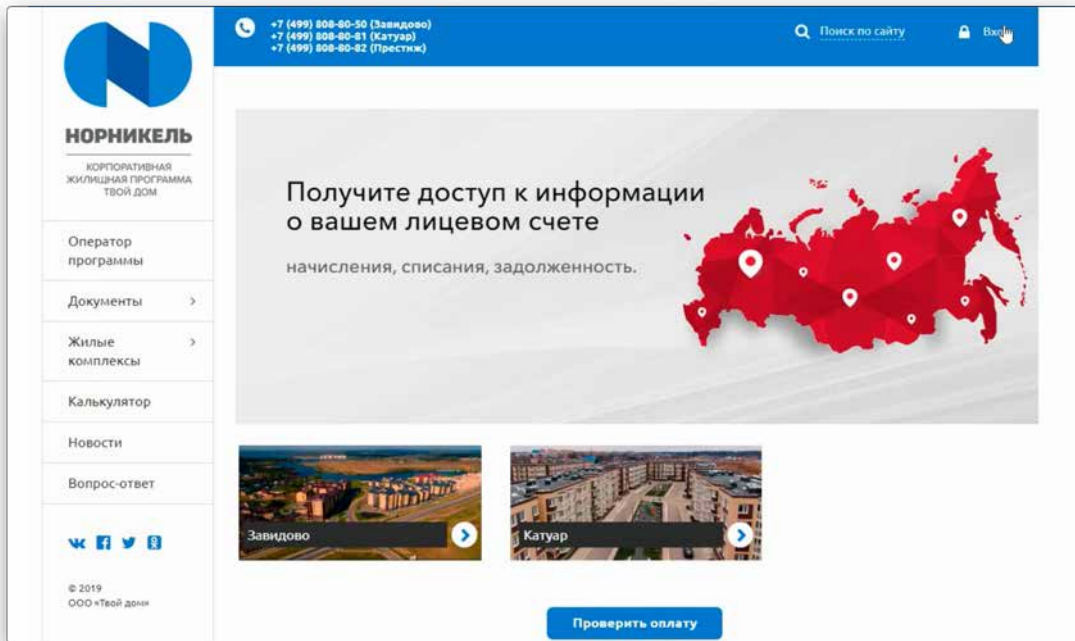 +7 (499) 808-80-50 (Завидово)
+7 (499) 808-80-81 (Катуар)
+7 (499) 808-80-82 (Престиж)
Поиск по сайту
Вход
НОРНИКЕЛЬ
КОРПОРАТИВНАЯ
ЖИЛИЩНАЯ ПРОГРАММА
ТВОЙ ДОМ
Оператор
программы
Документы
Жилые
комплексы
Калькулятор
Новости
Вопрос-ответ
© 2019
ООО «Твой дом»
Получите доступ к информации
о вашем лицевом счете
начисления, списания, задолженность.
Завидово
Катуар
Проверить оплату